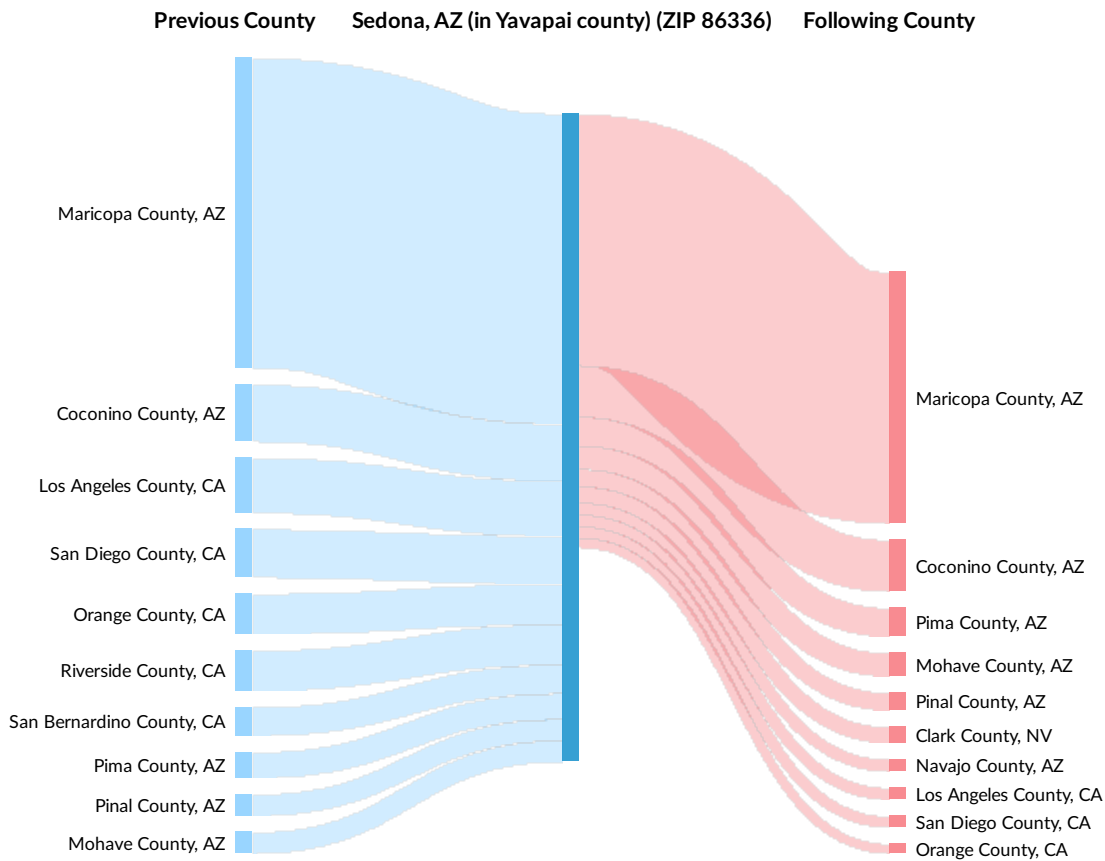 Previous County
Sedona, AZ (in Yavapai county) (ZIP 86336)
Following County
Maricopa County, AZ
Coconino County, AZ
Los Angeles County, CA
San Diego County, CA
Orange County, CA
Riverside County, CA
San Bernardino County, CA
Pima County, AZ
Pinal County, AZ
Mohave County, AZ
Maricopa County, AZ
Coconino County, AZ
Pima County, AZ
Mohave County, AZ
Pinal County, AZ
Clark County, NV
Navajo County, AZ
Los Angeles County, CA
San Diego County, CA
Orange County, CA